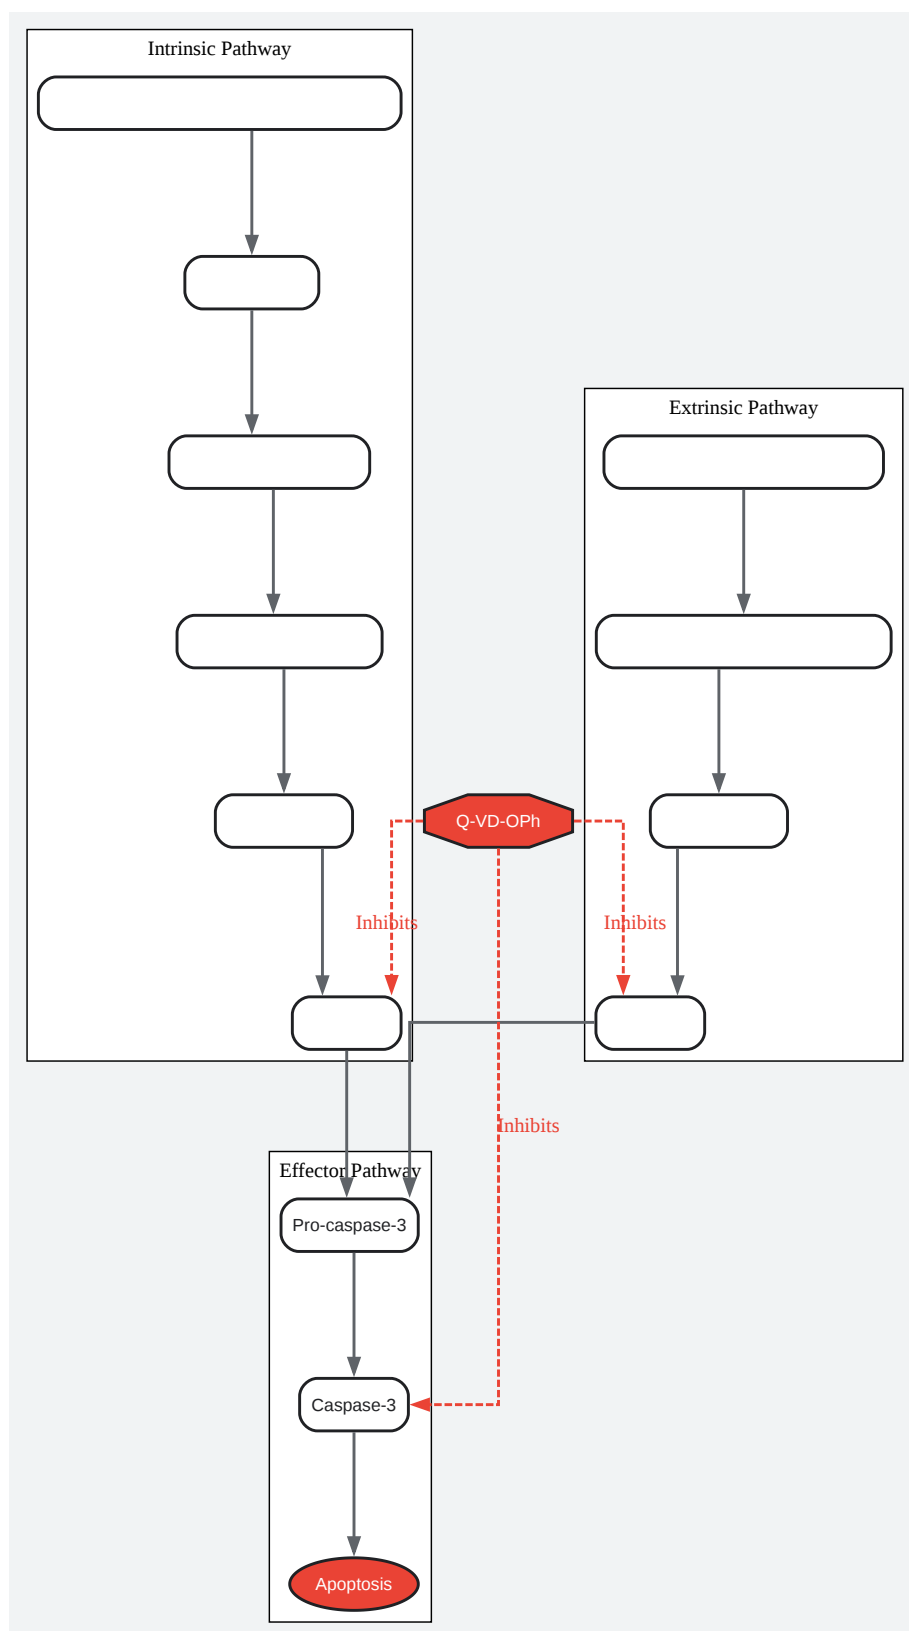 Intrinsic Pathway
Extrinsic Pathway
Q-VD-OPh
Inhibits
Inhibits
Inhibits
Effector Pathway
Pro-caspase-3
Caspase-3
Apoptosis